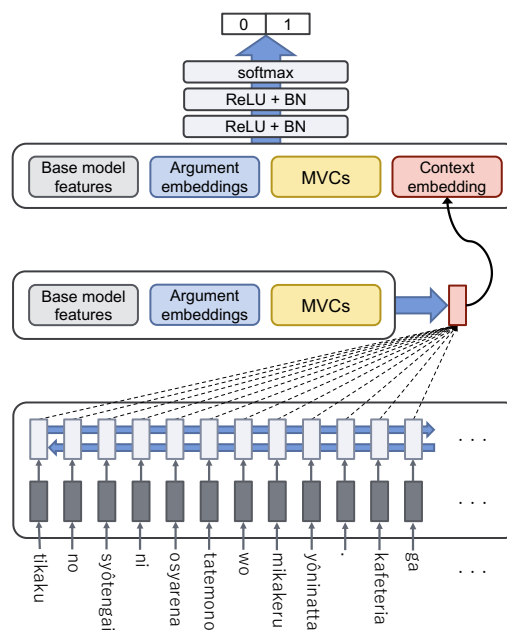 0 1
softmax
ReLU + BN
ReLU + BN
Base model
features
Argument
embeddings
MVCs
Context
embedding
Base model
features
Argument
embeddings
MVCs
. . .
. . .
tikaku
no
syôtengai
ni
osyarena
tatemono
wo
mikakeru
yôninatta
.
kafeteria
ga
. . .